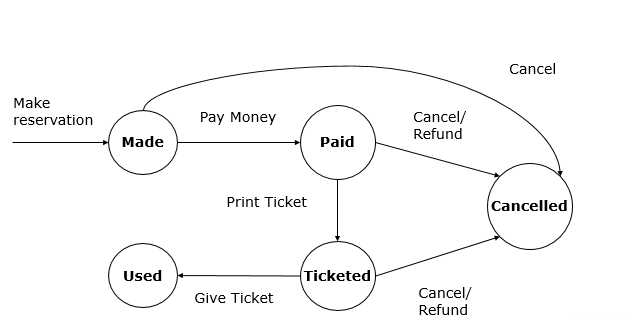 Cancel
Make
reservation
Pay Money
Cancel/
Refund
Made
Paid
Print Ticket
Cancelled
Used
Ticketed
Give Ticket
Cancel/
Refund